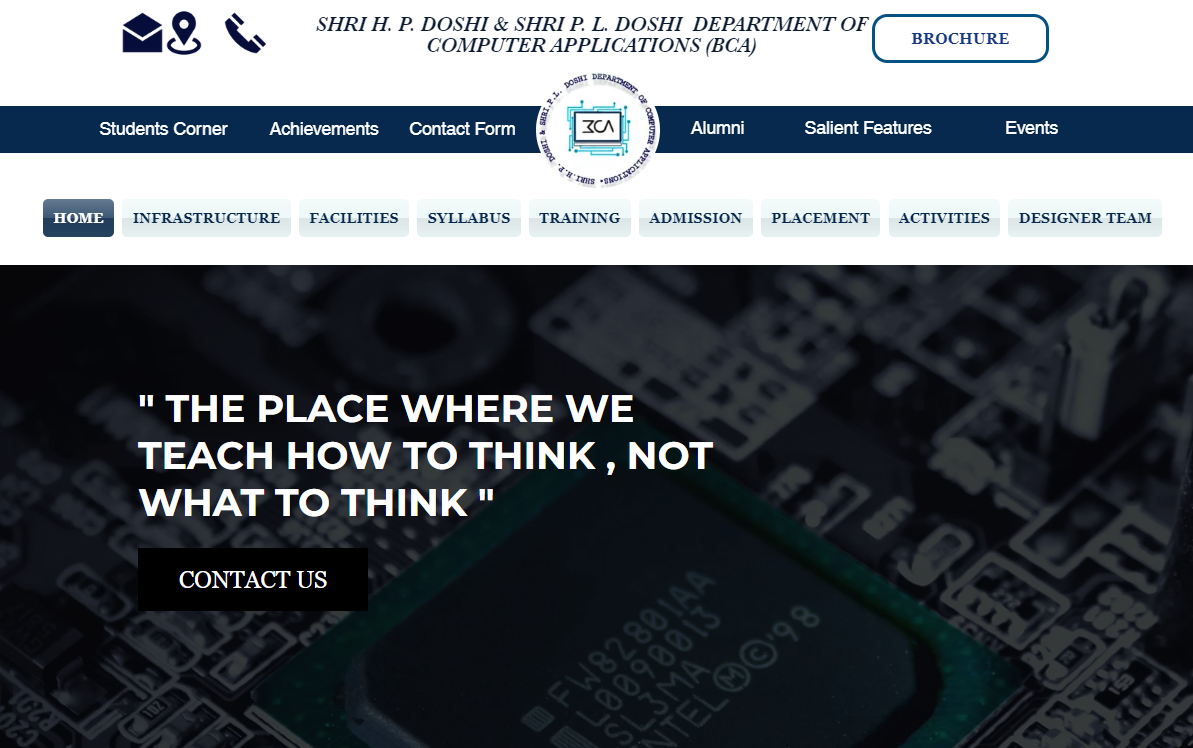 SHRI H. P. DOSHI & SHRI P. L. DOSHI DEPARTMENT OF
COMPUTER APPLICATIONS (BCA)
BROCHURE
Students Corner
Achievements
Contact Form
SHRI.H.P. DOSHI & SHRI.P.L. DOSHI DEPARTMENT OF COMPUTER APPLICATIONS.
BCA
Alumni
Salient Features
Events
HOME
INFRASTRUCTURE
FACILITIES
SYLLABUS
TRAINING
ADMISSION
PLACEMENT
ACTIVITIES
DESIGNER TEAM
" THE PLACE WHERE WE
TEACH HOW TO THINK , NOT
WHAT TO THINK "
CONTACT US
FW82801AA
L0090013
SL3MA
INTEL Ⓜ©'98